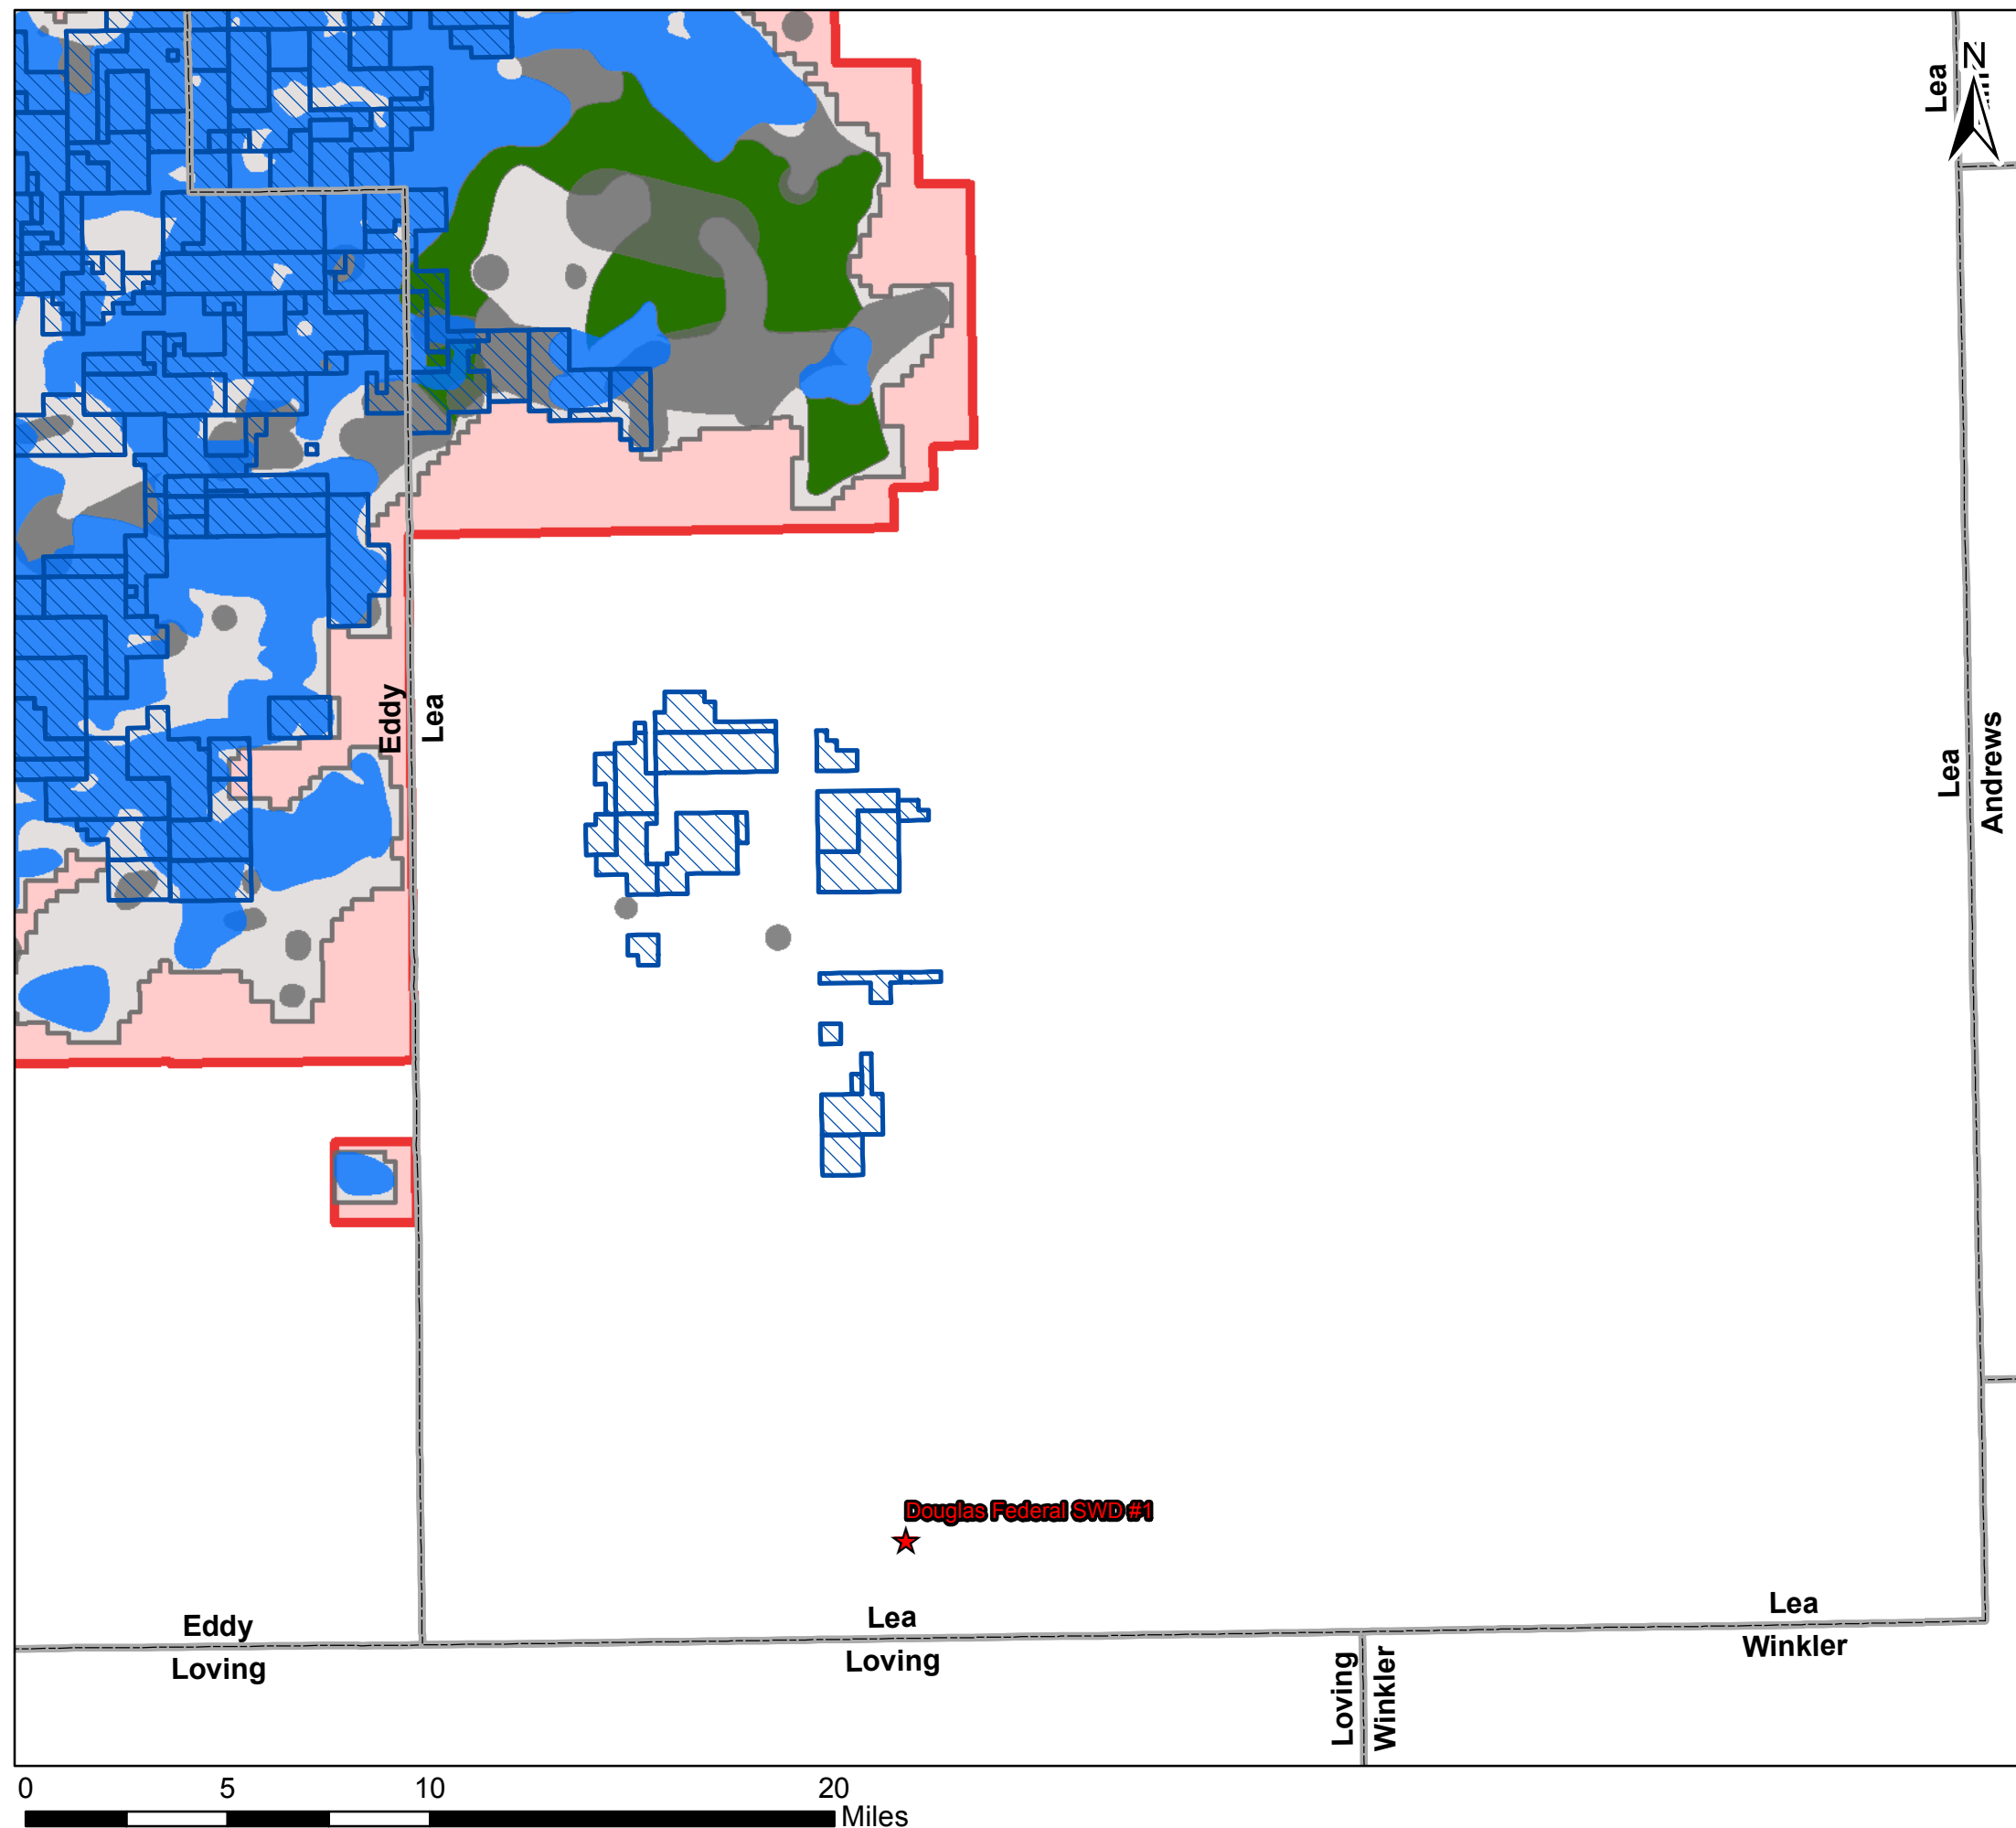 Lea
N
Eddy
Lea
Lea
Andrews
Douglas Federal SWD #1
Eddy
Loving
Lea
Loving
Lea
Winkler
Loving
Winkler
0 5 10 20
Miles